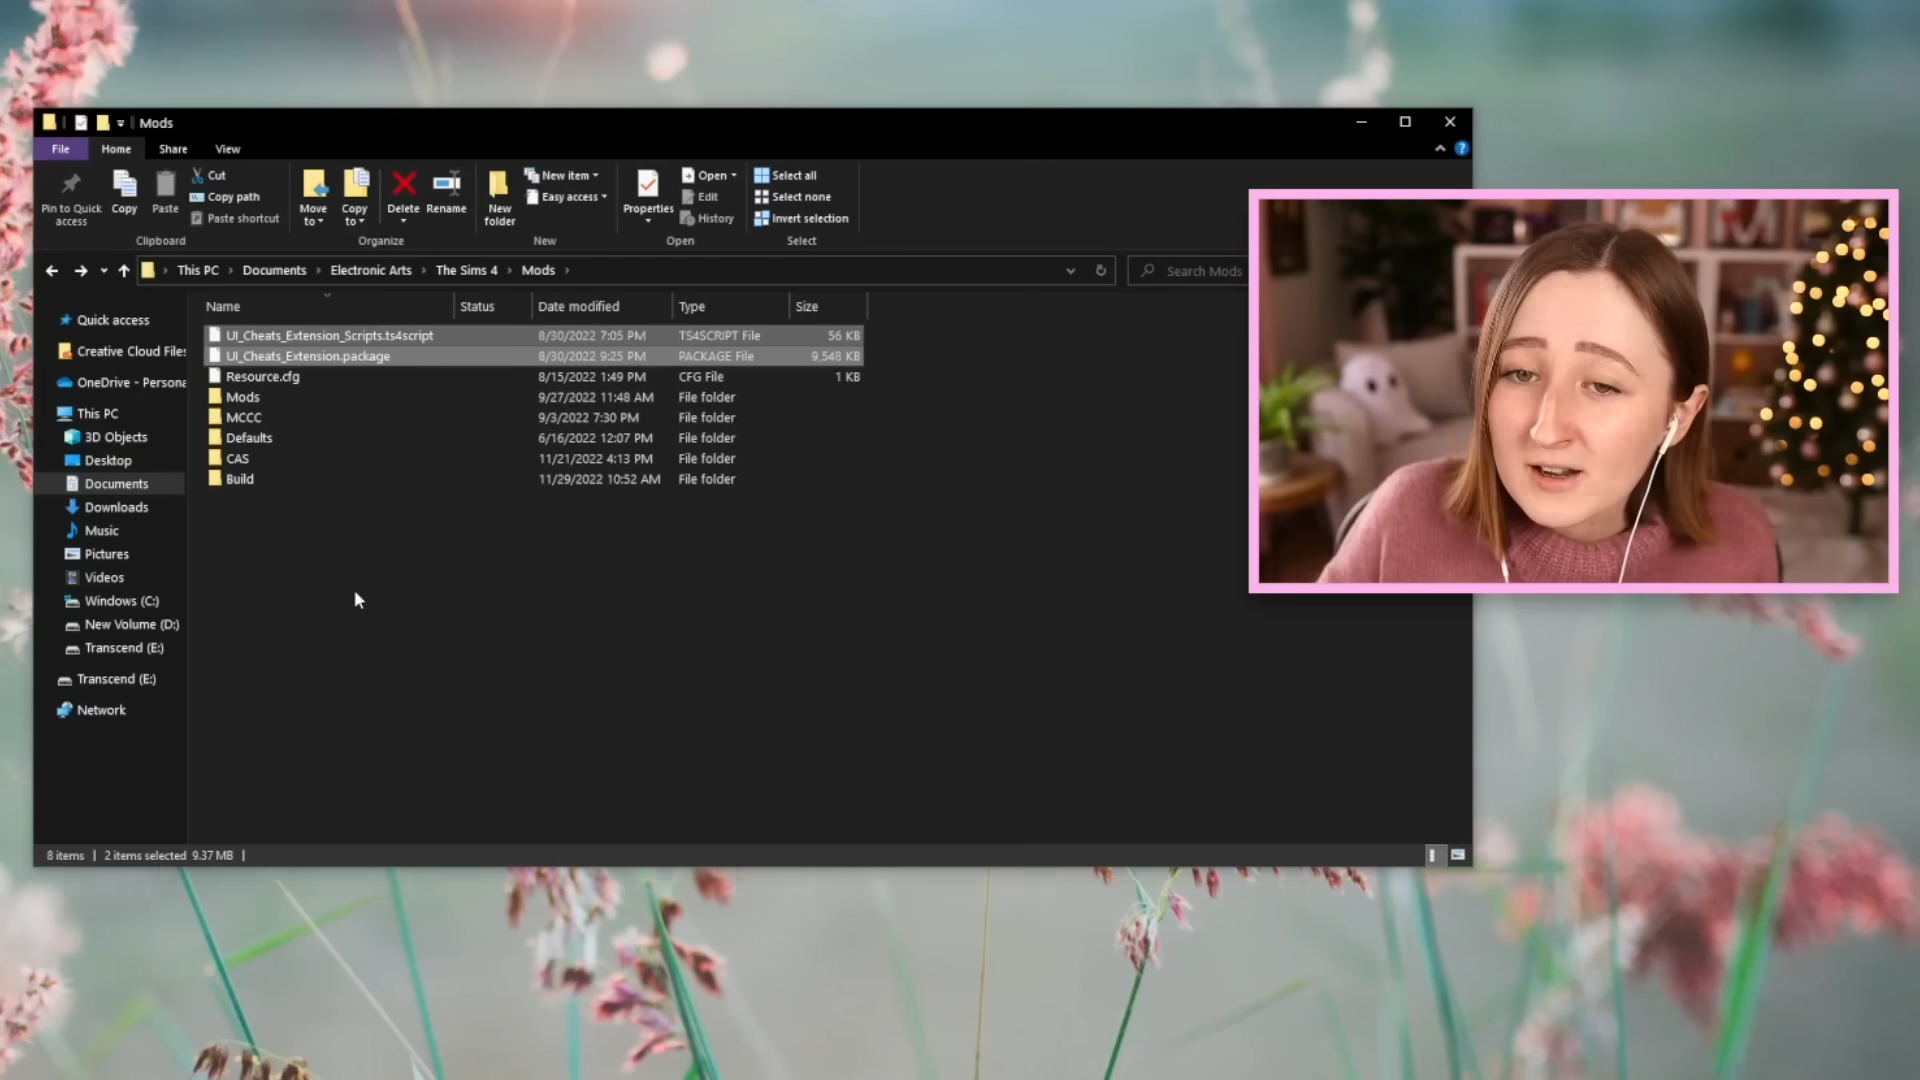 Mods
File Home Share View
Pin to Quick access
Copy
Paste
Cut
Copy path
Paste shortcut
Clipboard
Move to
Copy to
Delete
Rename
Organize
New folder
New item
Easy access
New
Properties
Open
Edit
History
Open
Select all
Select none
Invert selection
Select
This PC > Documents > Electronic Arts > The Sims 4 > Mods >
Search Mods
Quick access
Creative Cloud Files
OneDrive - Persona
This PC
3D Objects
Desktop
Documents
Downloads
Music
Pictures
Videos
Windows (C:)
New Volume (D:)
Transcend (E:)
Transcend (E:)
Network
Name Status Date modified Type Size
UI_Cheats_Extension_Scripts.ts4script 8/30/2022 7:05 PM TS4SCRIPT File 56 KB
UI_Cheats_Extension.package 8/30/2022 9:25 PM PACKAGE File 9,548 KB
Resource.cfg 8/15/2022 1:49 PM CFG File 1 KB
Mods 9/27/2022 11:48 AM File folder
MCCC 9/3/2022 7:30 PM File folder
Defaults 6/16/2022 12:07 PM File folder
CAS 11/21/2022 4:13 PM File folder
Build 11/29/2022 10:52 AM File folder
8 items | 2 items selected 9.37 MB |